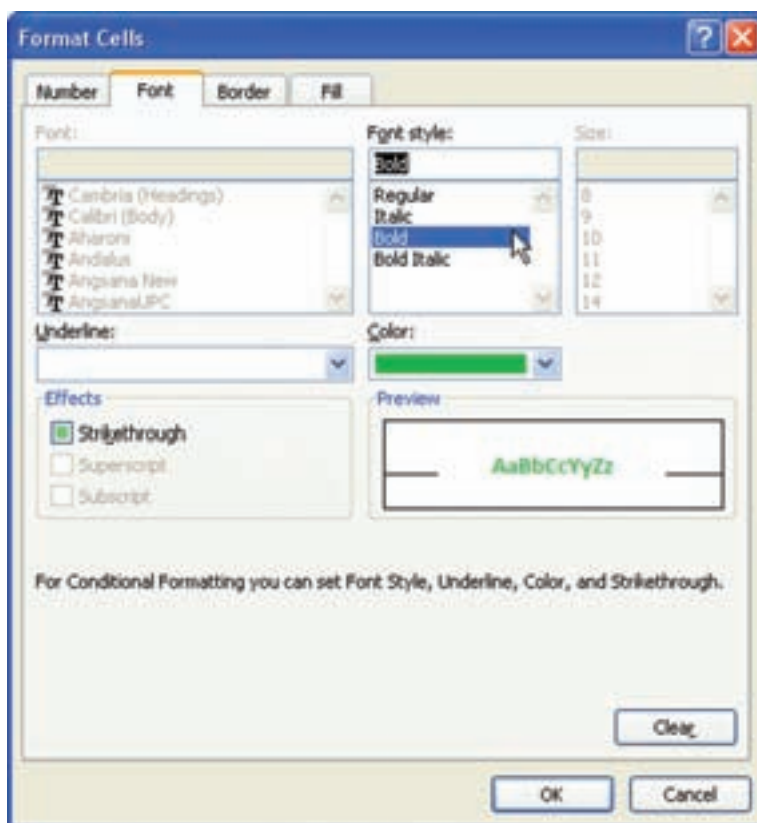 Format Cells
Number Font Border Fill
Font: Font style: Size:
Bold
Cambria (Headings) Regular 8
Calibri (Body) Italic 9
Aharoni Bold 10
Andalus Bold Italic 11
Angsana New 12
AngsanaUPC 14
Underline: Color:
Effects Preview
Strikethrough
Superscript
Subscript
AaBbCcYyZz
For Conditional Formatting you can set Font Style, Underline, Color, and Strikethrough.
Clear
OK Cancel